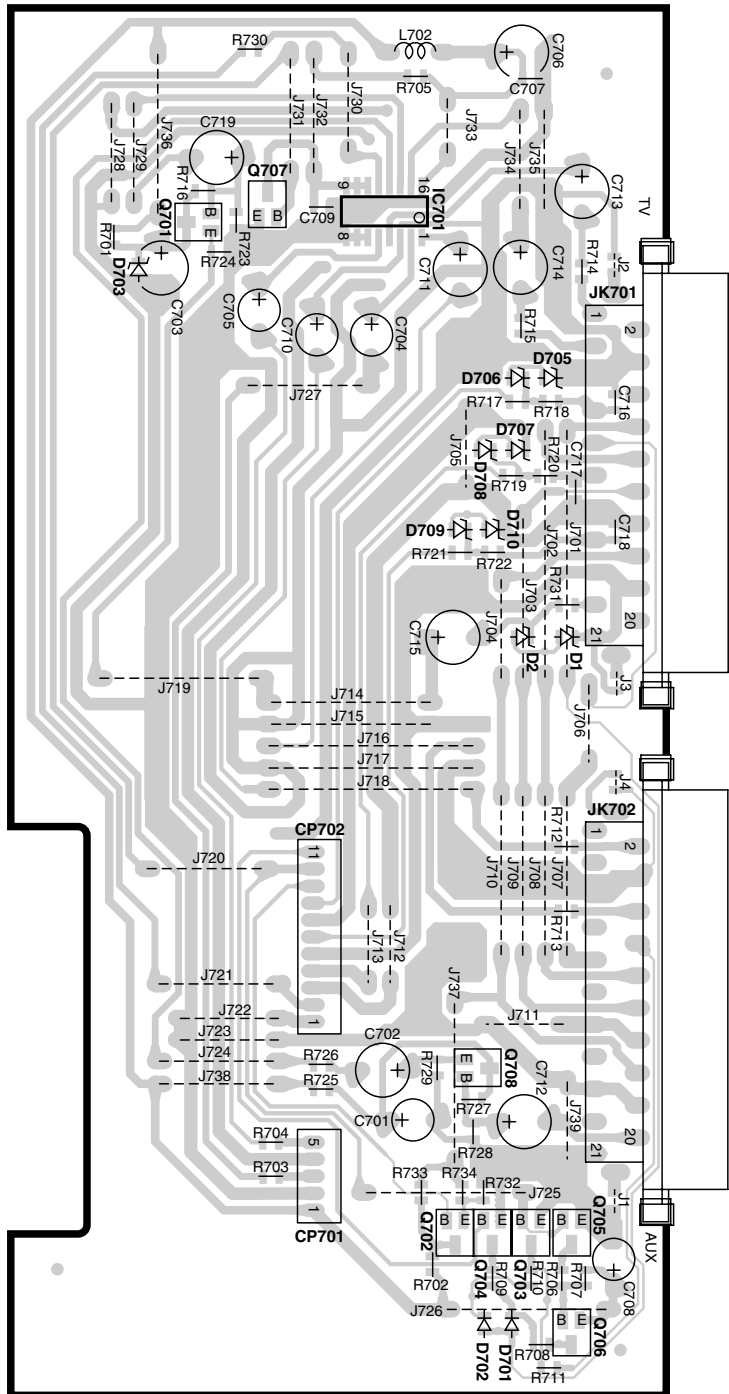 R730
L702
C706
R705
C707
J736
J731
J732
J730
J733
J734
J735
C719
J728
J729
R716
Q707
Q701
B
E
E B
C709
9
16
8
1
IC701
C713
TV
R701
D703
R724
R723
C703
C711
C714
R714
J2
JK701
C705
C710
C704
R715
1
2
J727
D706
D705
R717
R718
C716
J705
D707
D708
R719
R720
C717
D709
D710
R721
R722
J702
J701
C718
J703
R731
J704
C715
D2
D1
20
21
J719
J714
J3
J715
J706
J716
J717
J718
J4
CP702
R712
JK702
1
2
11
J720
J710
J709
J708
J707
J713
J712
R713
J721
J737
J722
1
J711
J723
C702
J724
R726
J738
R725
R729
E
B
Q708
C712
C701
R727
J739
R704
5
R728
20
21
R703
1
R733
R734
R732
J725
J1
CP701
Q702
B E
B E
B E
B E
Q705
AUX
R702
Q704
R709
Q703
R710
R706
R707
C708
J726
D702
D701
B E
Q706
R708
R711